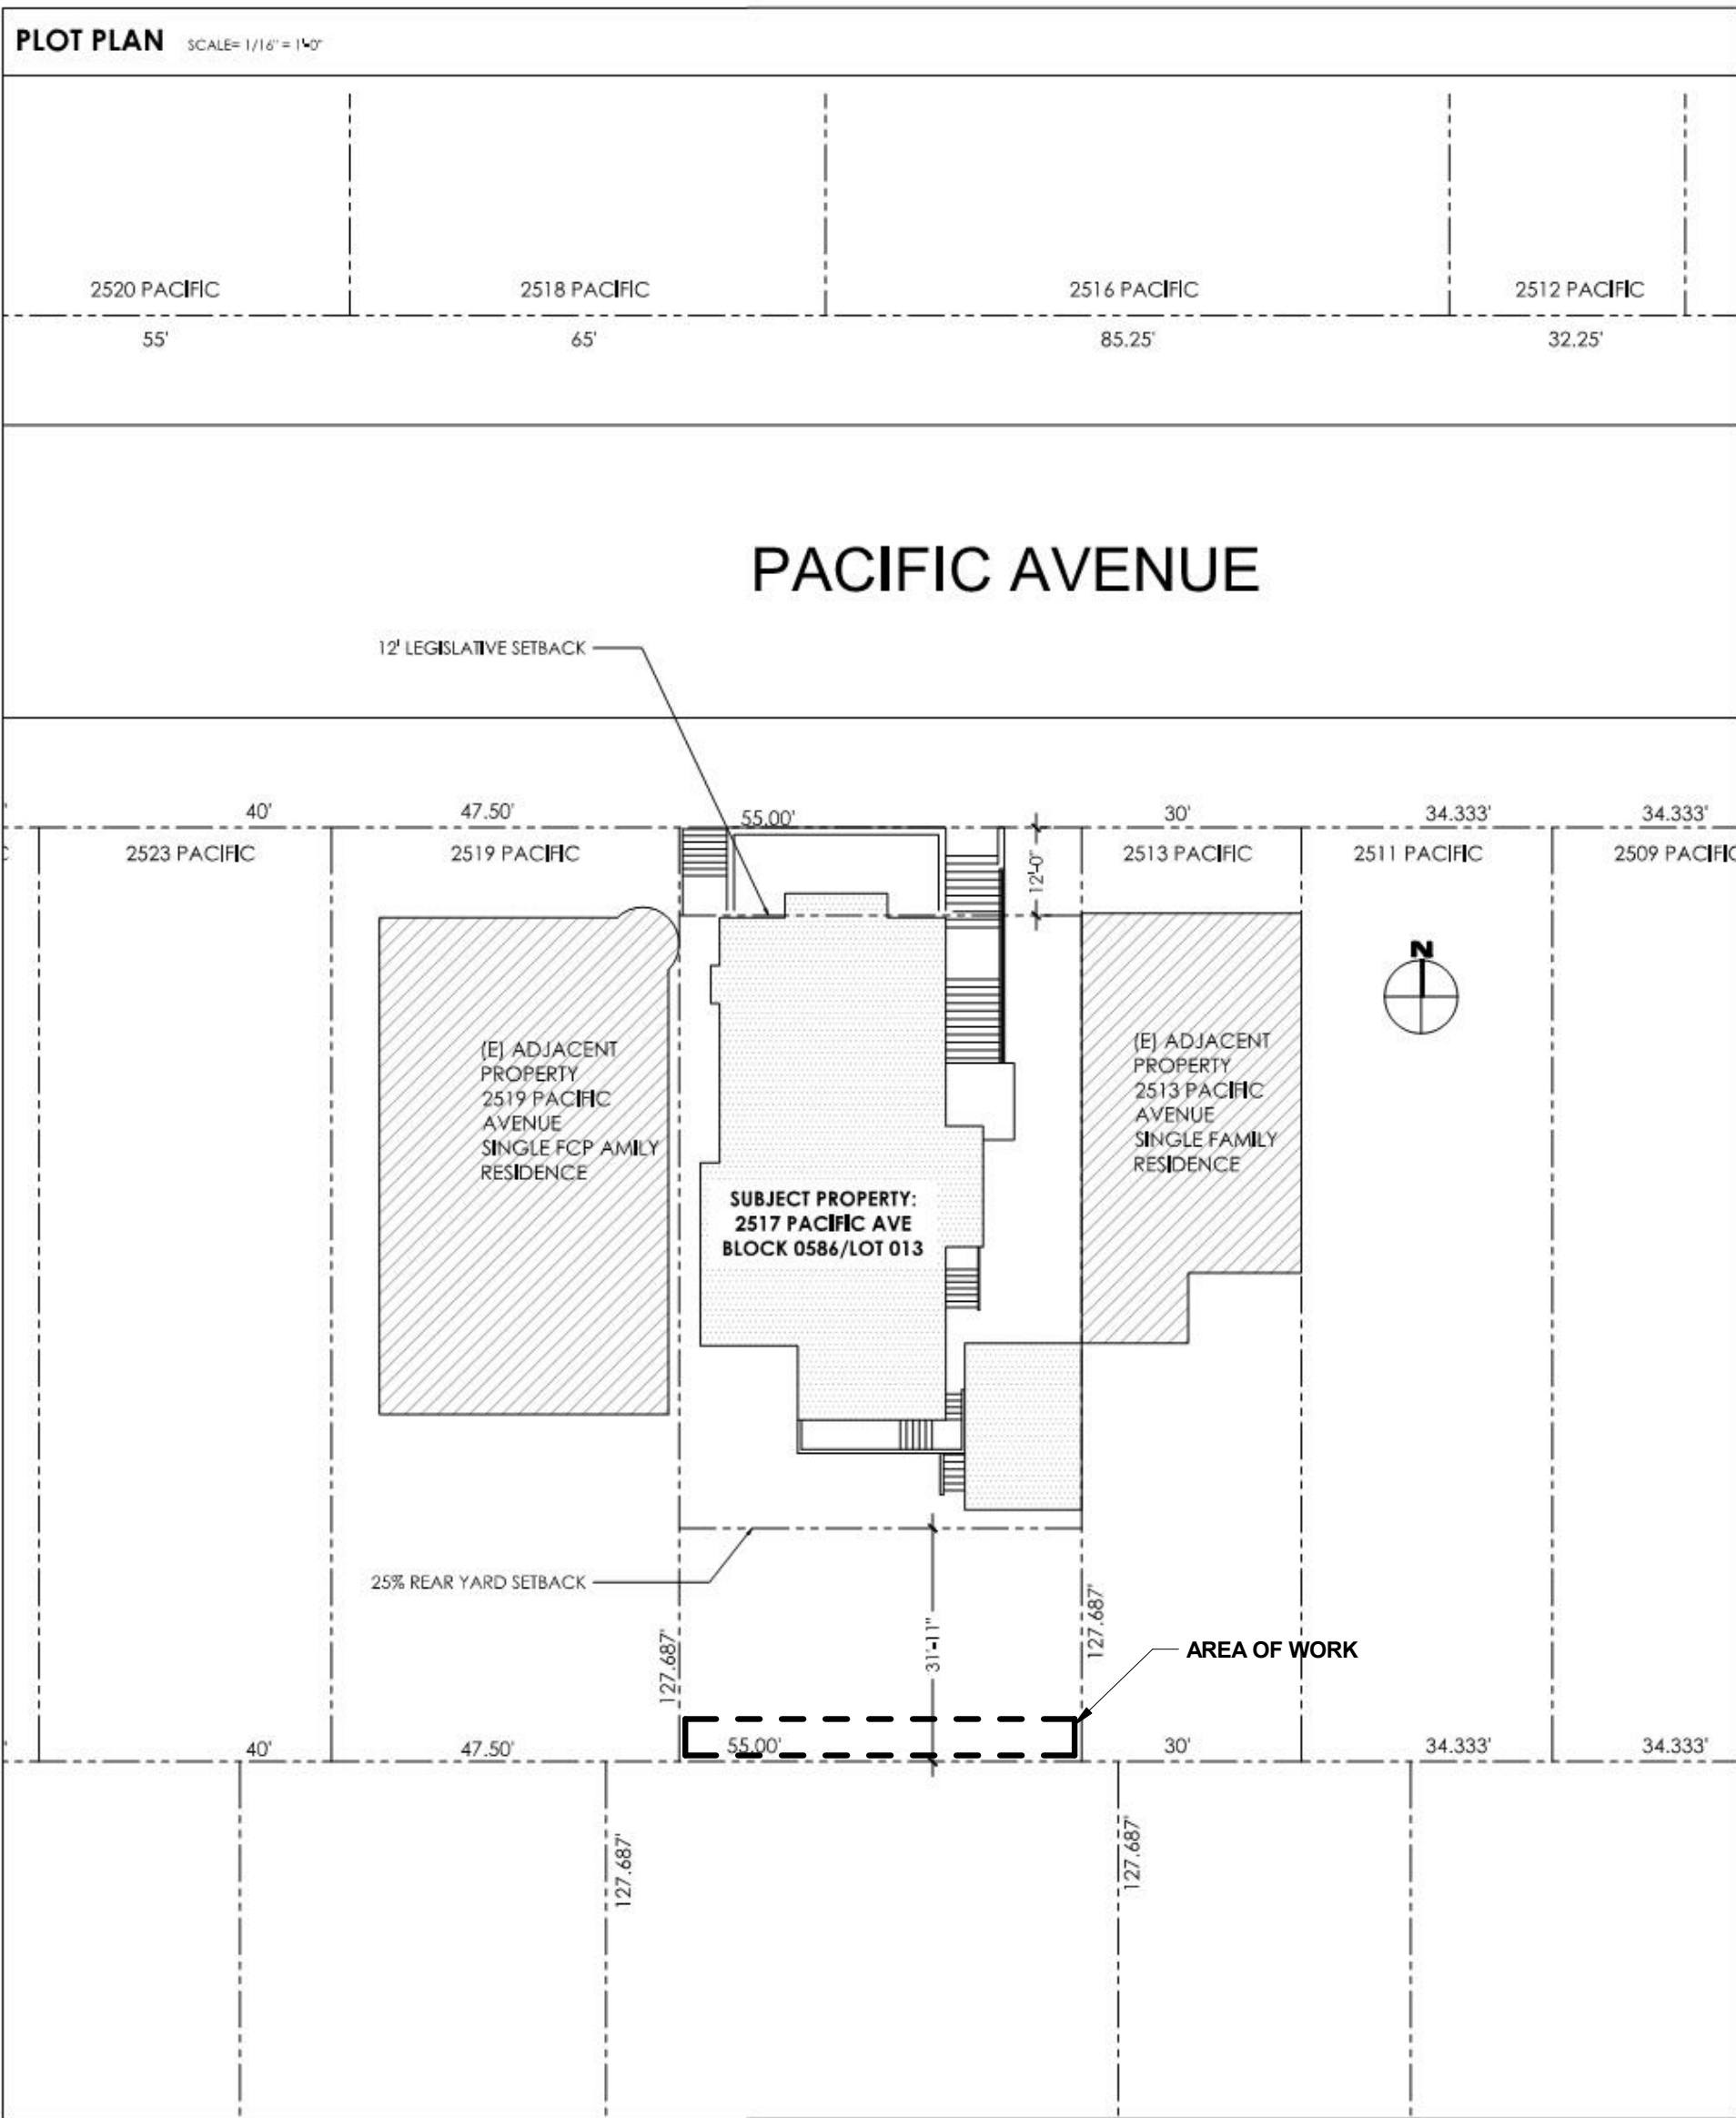 PLOT PLAN SCALE= 1/16" = 1'-0"
2520 PACIFIC
2518 PACIFIC
2516 PACIFIC
2512 PACIFIC
55'
65'
85.25'
32.25'
PACIFIC AVENUE
12' LEGISLATIVE SETBACK
40'
47.50'
55.00'
30'
34.333'
34.333'
2523 PACIFIC
2519 PACIFIC
2513 PACIFIC
2511 PACIFIC
2509 PACIFIC
12'-0"
N
(E) ADJACENT
PROPERTY
2519 PACIFIC
AVENUE
SINGLE FCP AMILY
RESIDENCE
(E) ADJACENT
PROPERTY
2513 PACIFIC
AVENUE
SINGLE FAMILY
RESIDENCE
SUBJECT PROPERTY:
2517 PACIFIC AVE
BLOCK 0586/LOT 013
25% REAR YARD SETBACK
127.687'
31'-11"
127.687'
AREA OF WORK
40'
47.50'
55.00'
30'
34.333'
34.333'
127.687'
127.687'